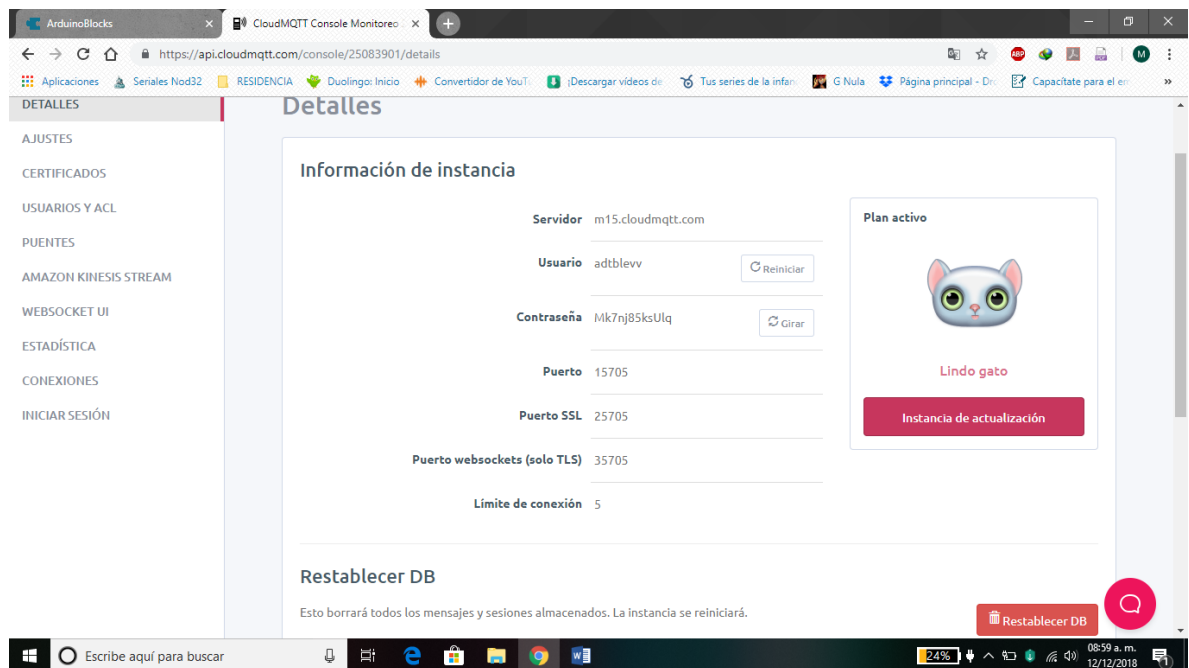 ArduinoBlocks
CloudMQTT Console Monitoreo
https://api.cloudmqtt.com/console/25083901/details
M
Aplicaciones
Seriales Nod32
RESIDENCIA
Duolingo: Inicio
Convertidor de YouT
¡Descargar vídeos de
Tus series de la infan
G Nula
Página principal - Dr
Capacítate para el em
»
DETALLES
AJUSTES
CERTIFICADOS
USUARIOS Y ACL
PUENTES
AMAZON KINESIS STREAM
WEBSOCKET UI
ESTADÍSTICA
CONEXIONES
INICIAR SESIÓN
Detalles
Información de instancia
Servidor m15.cloudmqtt.com
Usuario adtblevv Reiniciar
Contraseña Mk7nj85ksUlq Girar
Puerto 15705
Puerto SSL 25705
Puerto websockets (solo TLS) 35705
Límite de conexión 5
Plan activo
Lindo gato
Instancia de actualización
Restablecer DB
Esto borrará todos los mensajes y sesiones almacenados. La instancia se reiniciará.
Restablecer DB
Escribe aquí para buscar
24%
08:59 a. m.
12/12/2018